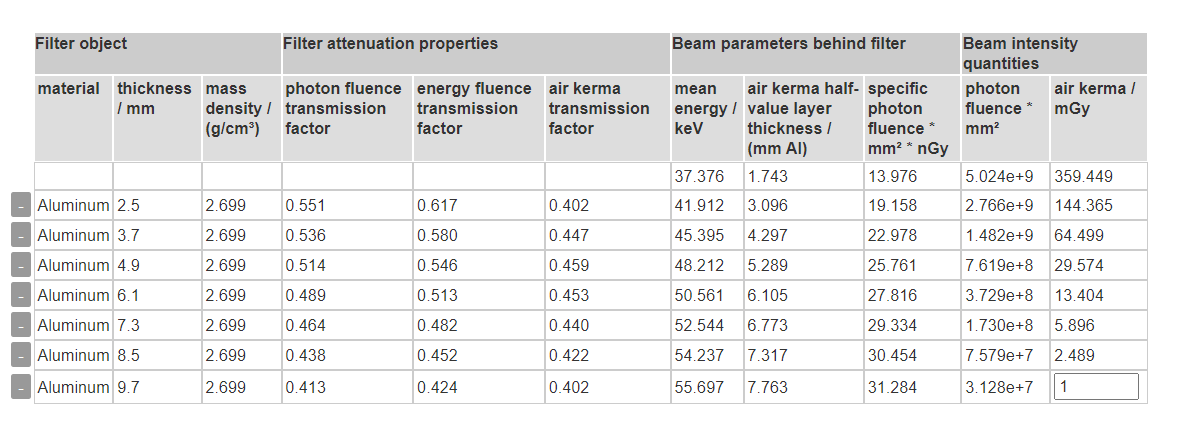 Filter object Filter attenuation properties Beam parameters behind filter Beam intensity quantities
material thickness / mm mass density / (g/cm³) photon fluence transmission factor energy fluence transmission factor air kerma transmission factor mean energy / keV air kerma half-value layer thickness / (mm Al) specific photon fluence * mm² * nGy photon fluence * mm² air kerma / mGy
37.376 1.743 13.976 5.024e+9 359.449
- Aluminum 2.5 2.699 0.551 0.617 0.402 41.912 3.096 19.158 2.766e+9 144.365
- Aluminum 3.7 2.699 0.536 0.580 0.447 45.395 4.297 22.978 1.482e+9 64.499
- Aluminum 4.9 2.699 0.514 0.546 0.459 48.212 5.289 25.761 7.619e+8 29.574
- Aluminum 6.1 2.699 0.489 0.513 0.453 50.561 6.105 27.816 3.729e+8 13.404
- Aluminum 7.3 2.699 0.464 0.482 0.440 52.544 6.773 29.334 1.730e+8 5.896
- Aluminum 8.5 2.699 0.438 0.452 0.422 54.237 7.317 30.454 7.579e+7 2.489
- Aluminum 9.7 2.699 0.413 0.424 0.402 55.697 7.763 31.284 3.128e+7 1